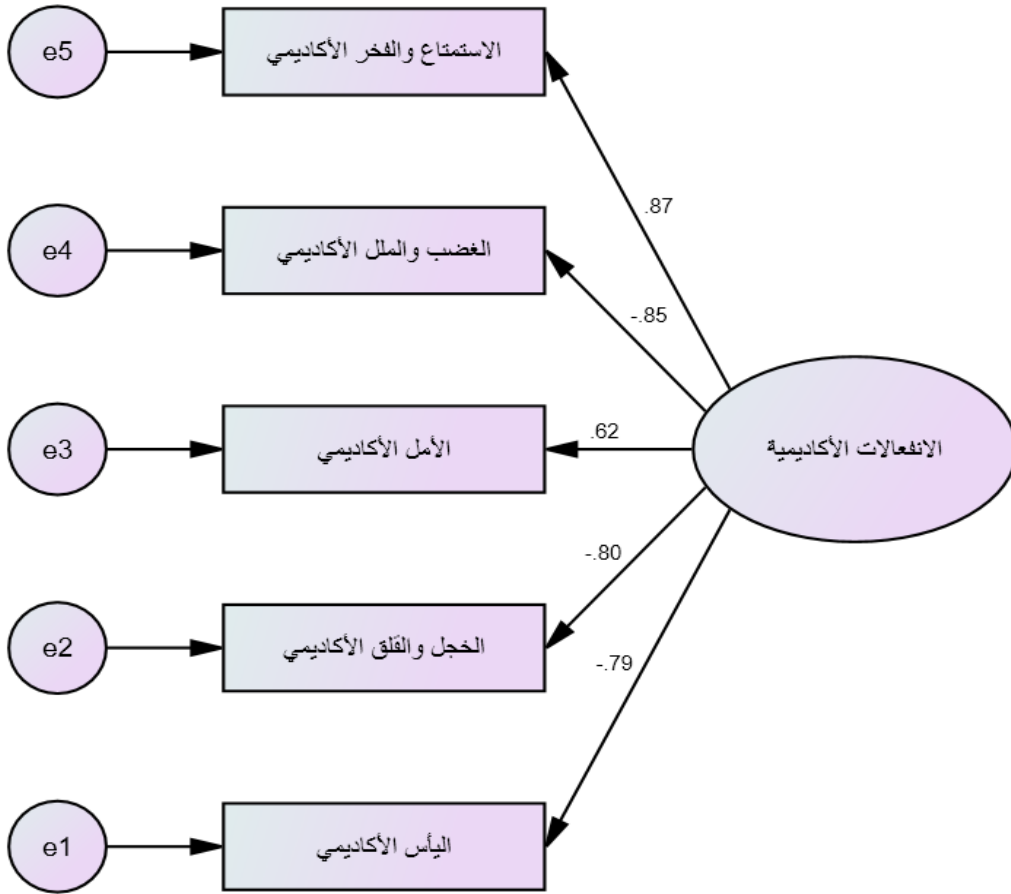 e5
الاستمتاع والفخر الأكاديمي
.87
e4
الغضب والملل الأكاديمي
-.85
e3
الأمل الأكاديمي
.62
الانفعالات الأكاديمية
e2
الخجل والقلق الأكاديمي
-.80
e1
اليأس الأكاديمي
-.79